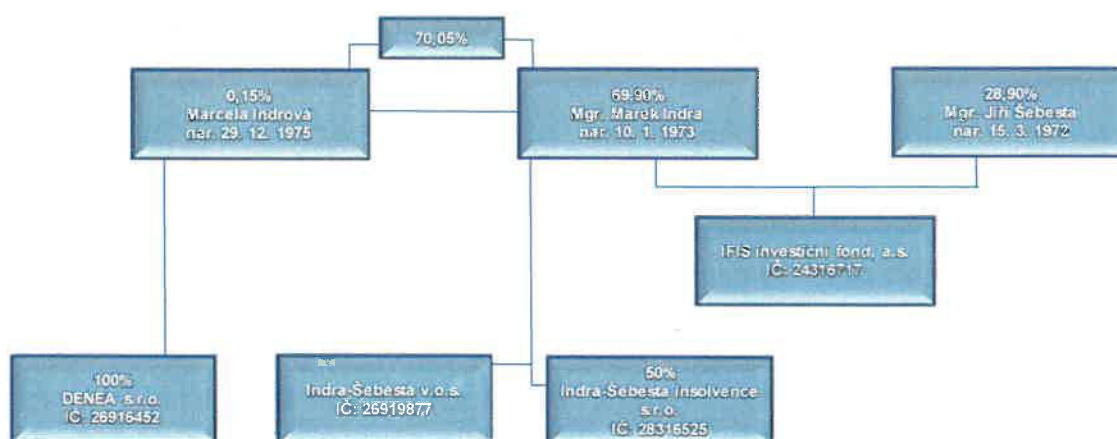 70,05%
0,15%
Marcela Indrová
nar. 29. 12. 1975
69,90%
Mgr. Marek Indra
nar. 10. 1. 1973
28,90%
Mgr. Jiří Šebesta
nar. 15. 3. 1972
IFIS investiční fond, a.s.
IČ: 24316717
100%
DENEA s.r.o.
IČ: 26916452
Indra-Šebesta v.o.s.
IČ: 26919877
50%
Indra-Šebesta insolvence
s.r.o.
IČ: 28316525